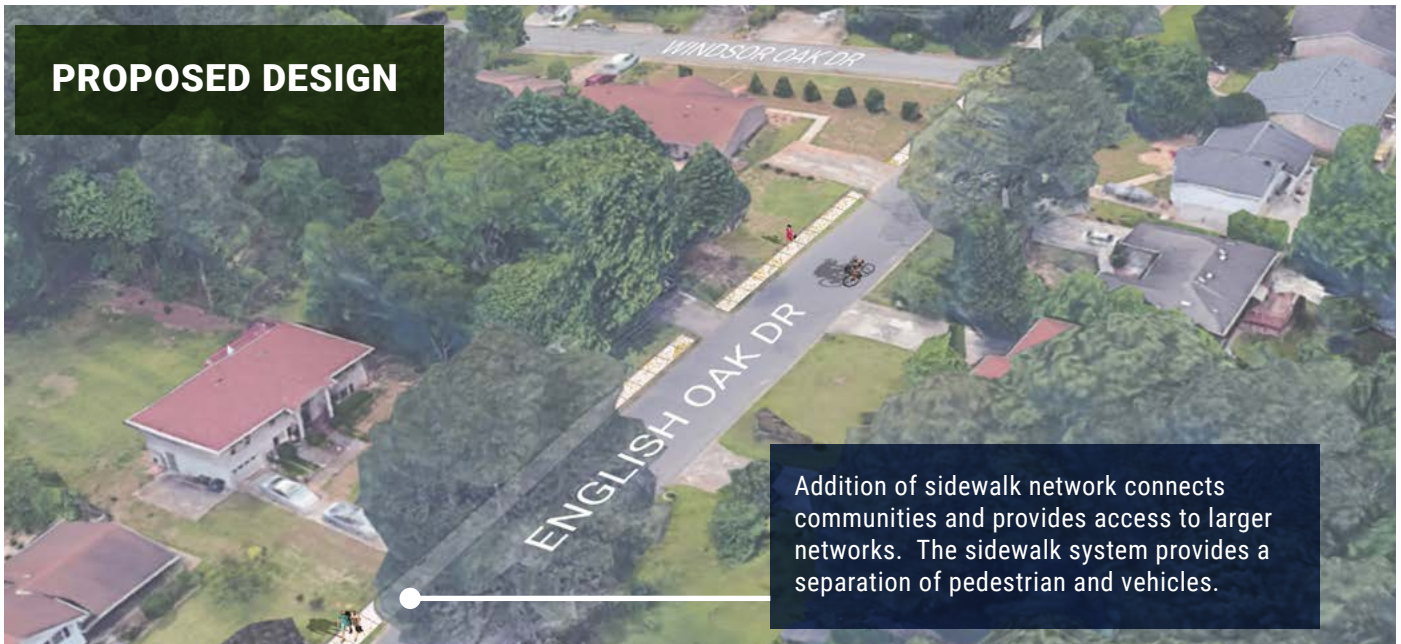 PROPOSED DESIGN
WINDSOR OAK DR
ENGLISH OAK DR
Addition of sidewalk network connects
communities and provides access to larger
networks.  The sidewalk system provides a
separation of pedestrian and vehicles.